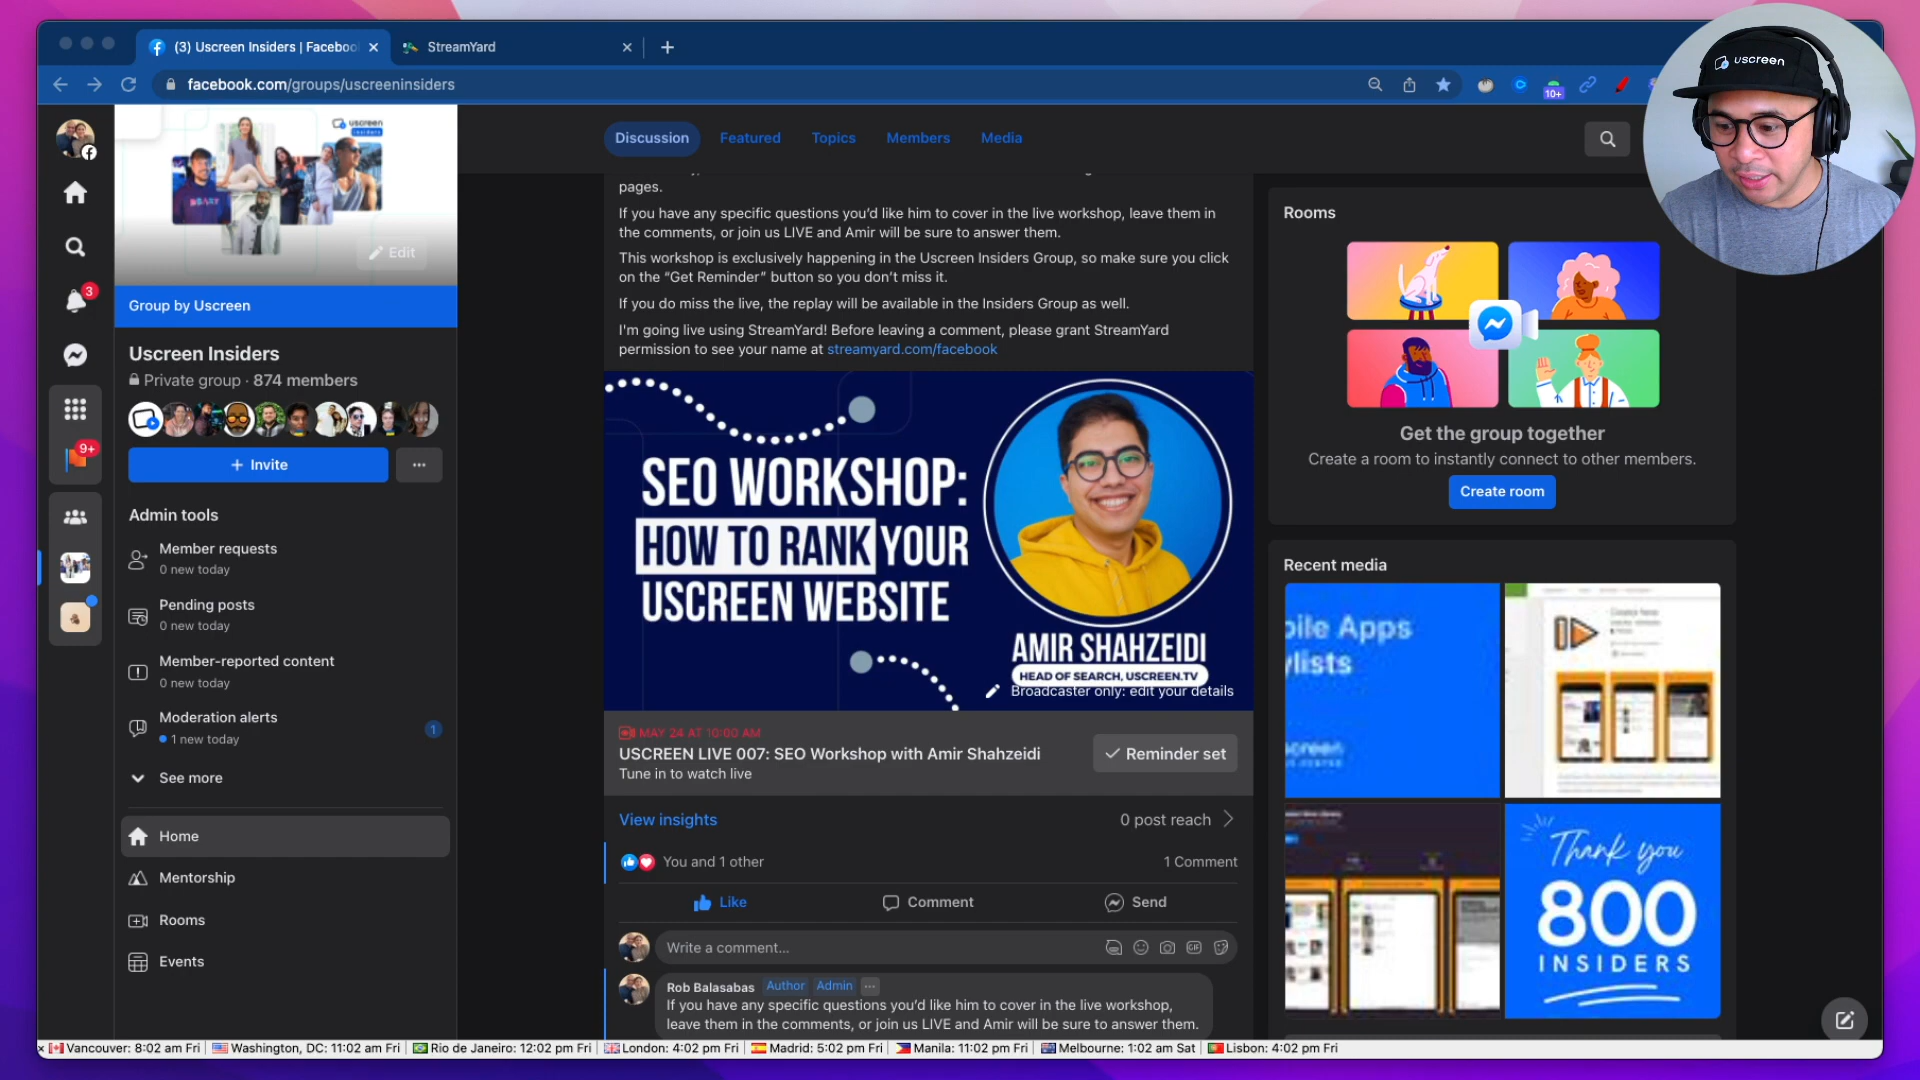 (3) Uscreen Insiders | Faceboo
StreamYard
facebook.com/groups/uscreeninsiders
10+
uscreen
uscreen
insiders
Edit
Group by Uscreen
Uscreen Insiders
Private group · 874 members
Invite
Admin tools
Member requests
0 new today
Pending posts
0 new today
Member-reported content
0 new today
Moderation alerts
1 new today
1
See more
Home
Mentorship
Rooms
Events
3
9+
Discussion
Featured
Topics
Members
Media
pages.
If you have any specific questions you'd like him to cover in the live workshop, leave them in
the comments, or join us LIVE and Amir will be sure to answer them.
This workshop is exclusively happening in the Uscreen Insiders Group, so make sure you click
on the “Get Reminder” button so you don't miss it.
If you do miss the live, the replay will be available in the Insiders Group as well.
I'm going live using StreamYard! Before leaving a comment, please grant StreamYard
permission to see your name at streamyard.com/facebook
SEO WORKSHOP:
HOW TO RANK YOUR
USCREEN WEBSITE
AMIR SHAHZEIDI
HEAD OF SEARCH, USCREEN.TV
Broadcaster only: edit your details
MAY 24 AT 10:00 AM
USCREEN LIVE 007: SEO Workshop with Amir Shahzeidi
Tune in to watch live
Reminder set
View insights
0 post reach
You and 1 other
1 Comment
Like
Comment
Send
Write a comment...
GIF
Rob Balasabas Author Admin
If you have any specific questions you'd like him to cover in the live workshop,
leave them in the comments, or join us LIVE and Amir will be sure to answer them.
Rooms
Get the group together
Create a room to instantly connect to other members.
Create room
Recent media
bile Apps
ylists
screen
Thank you
800
INSIDERS
Vancouver: 8:02 am Fri | Washington, DC: 11:02 am Fri | Rio de Janeiro: 12:02 pm Fri | London: 4:02 pm Fri | Madrid: 5:02 pm Fri | Manila: 11:02 pm Fri | Melbourne: 1:02 am Sat | Lisbon: 4:02 pm Fri